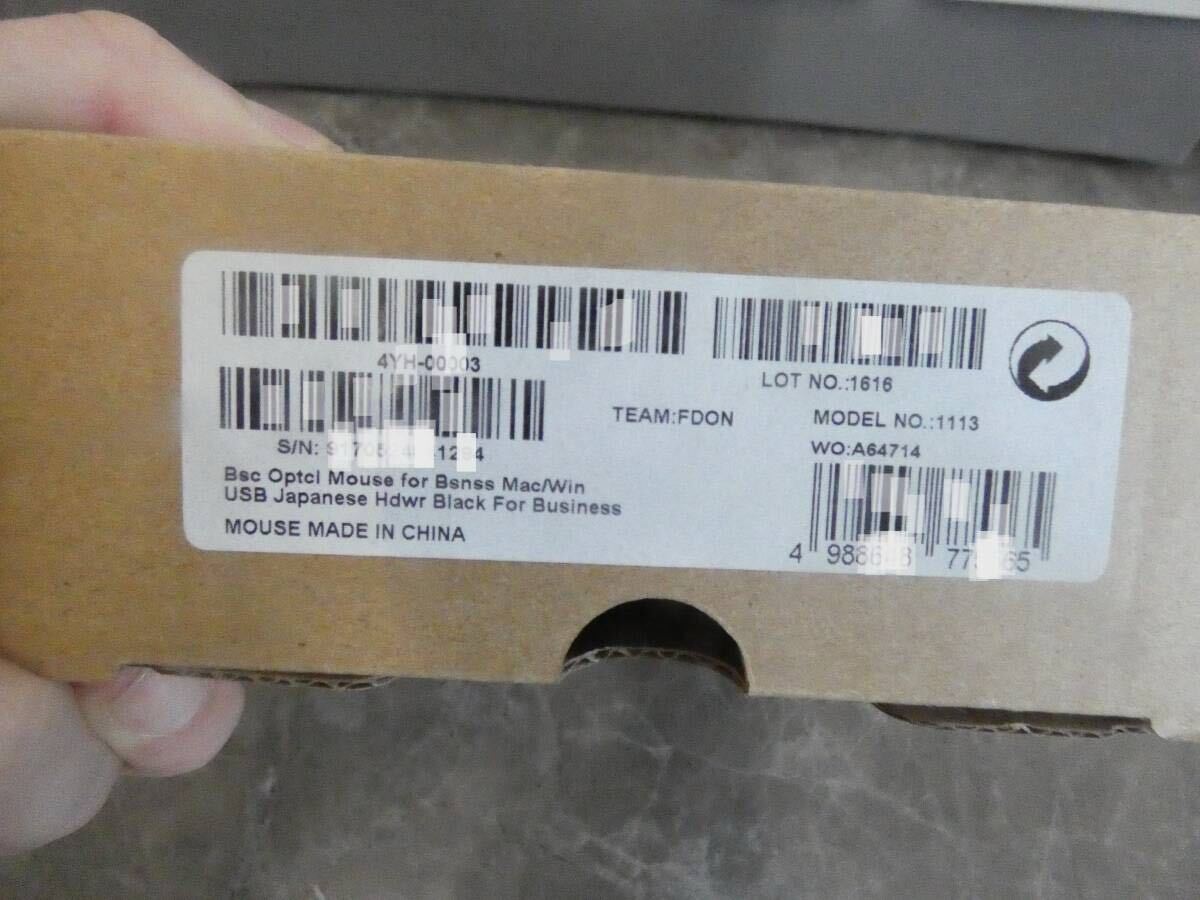 4YH-00003
LOT NO.:1616
TEAM:FDON
MODEL NO.:1113
S/N:
WO:A64714
Bsc Optcl Mouse for Bsnss Mac/Win
USB Japanese Hdwr Black For Business
MOUSE MADE IN CHINA
4